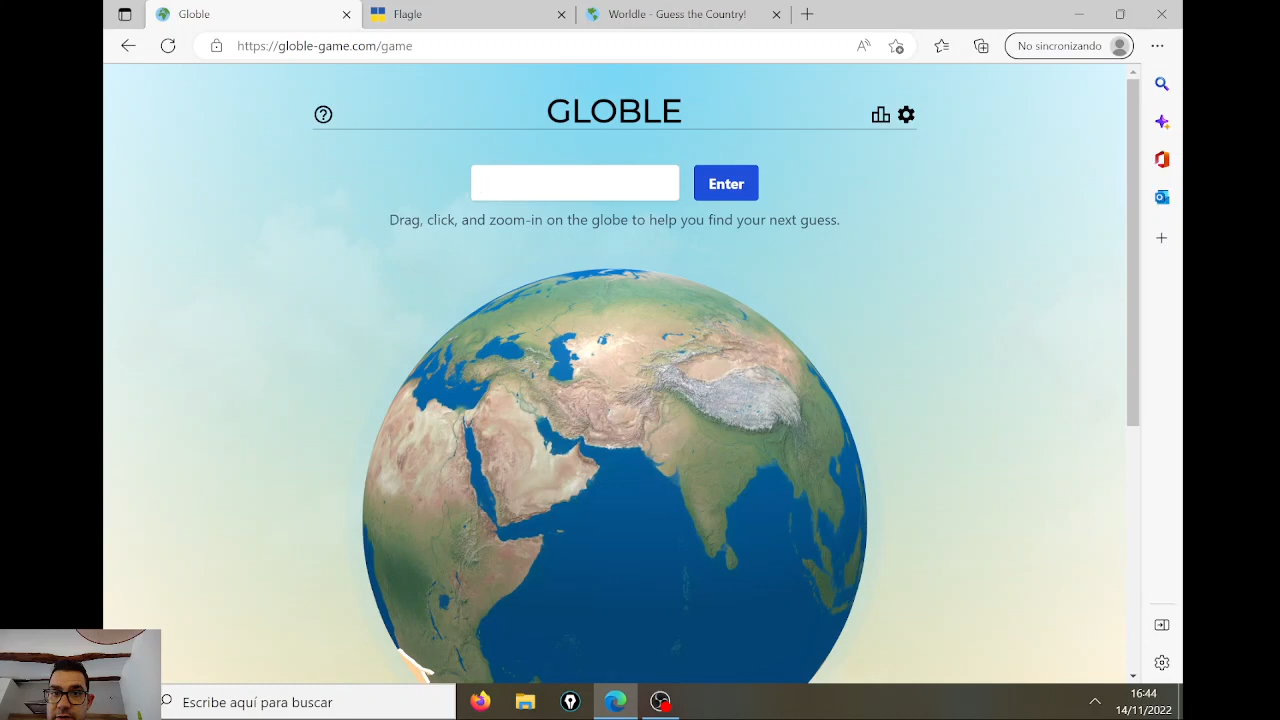 Globle
Flagle
Worldle - Guess the Country!
https://globle-game.com/game
No sincronizando
GLOBLE
Enter
Drag, click, and zoom-in on the globe to help you find your next guess.
Escribe aquí para buscar
16:44
14/11/2022